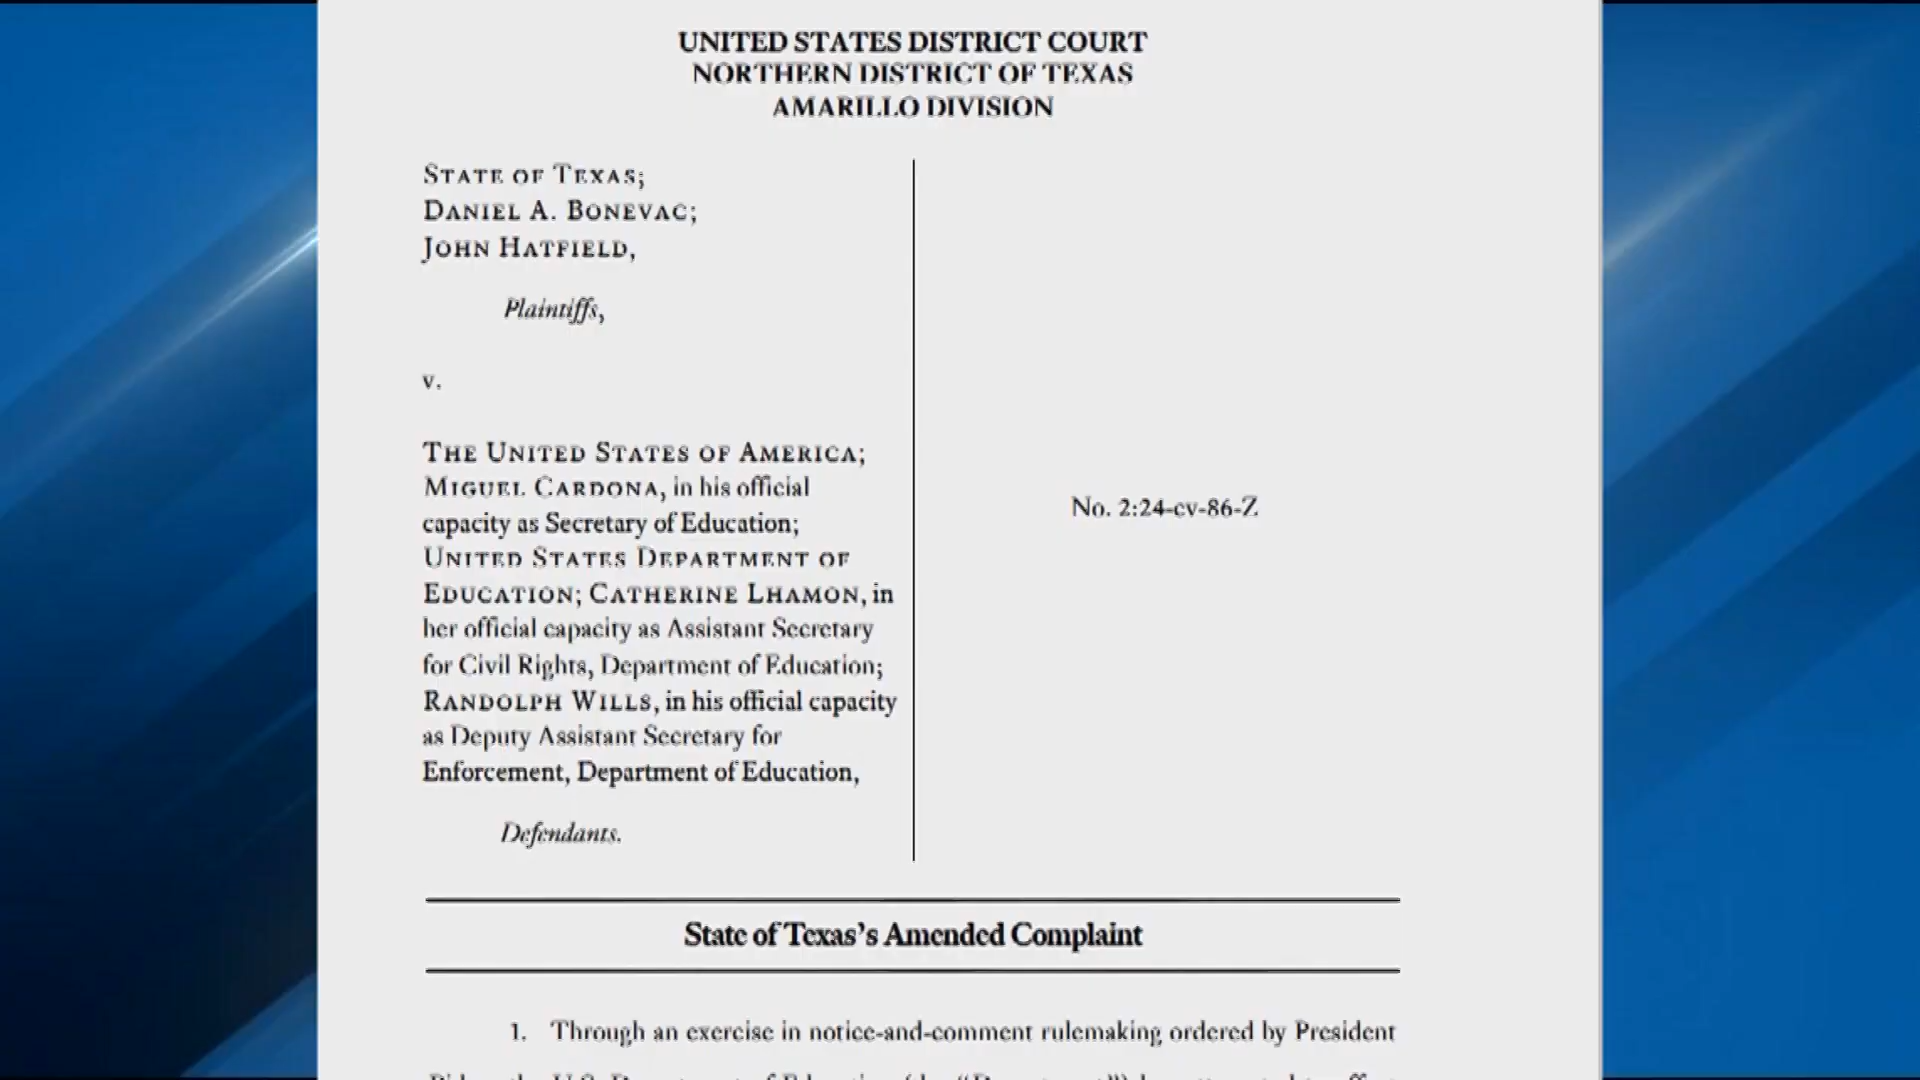 UNITED STATES DISTRICT COURT
NORTHERN DISTRICT OF TEXAS
AMARILLO DIVISION
STATE OF TEXAS;
DANIEL A. BONEVAC;
JOHN HATFIELD,
Plaintiffs,
v.
THE UNITED STATES OF AMERICA;
MIGUEL CARDONA, in his official
capacity as Secretary of Education;
UNITED STATES DEPARTMENT OF
EDUCATION; CATHERINE LHAMON, in
her official capacity as Assistant Secretary
for Civil Rights, Department of Education;
RANDOLPH WILLS, in his official capacity
as Deputy Assistant Secretary for
Enforcement, Department of Education,
Defendants.
No. 2:24-cv-86-Z
State of Texas’s Amended Complaint
1. Through an exercise in notice-and-comment rulemaking ordered by President